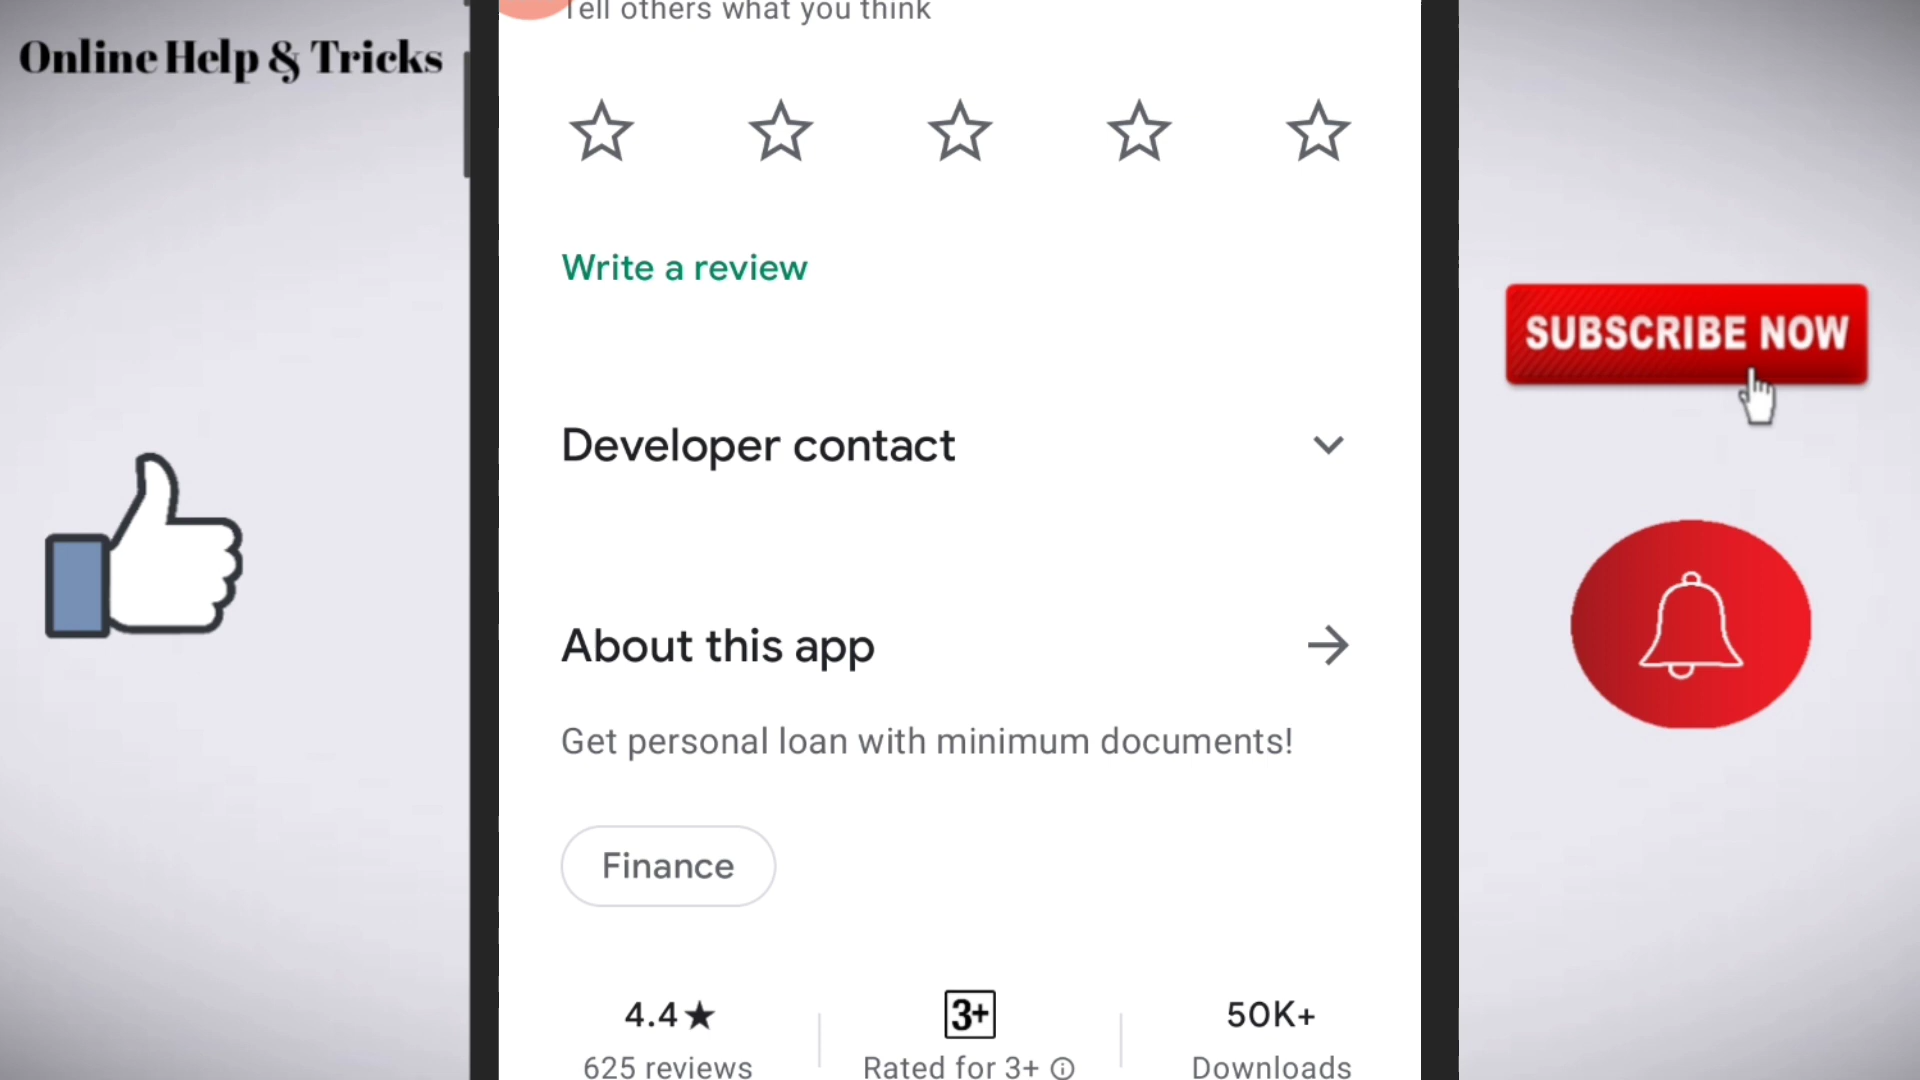 Online Help & Tricks
Tell others what you think
Write a review
SUBSCRIBE NOW
Developer contact
About this app
Get personal loan with minimum documents!
Finance
4.4★
3+
50K+
625 reviews
Rated for 3+
Downloads